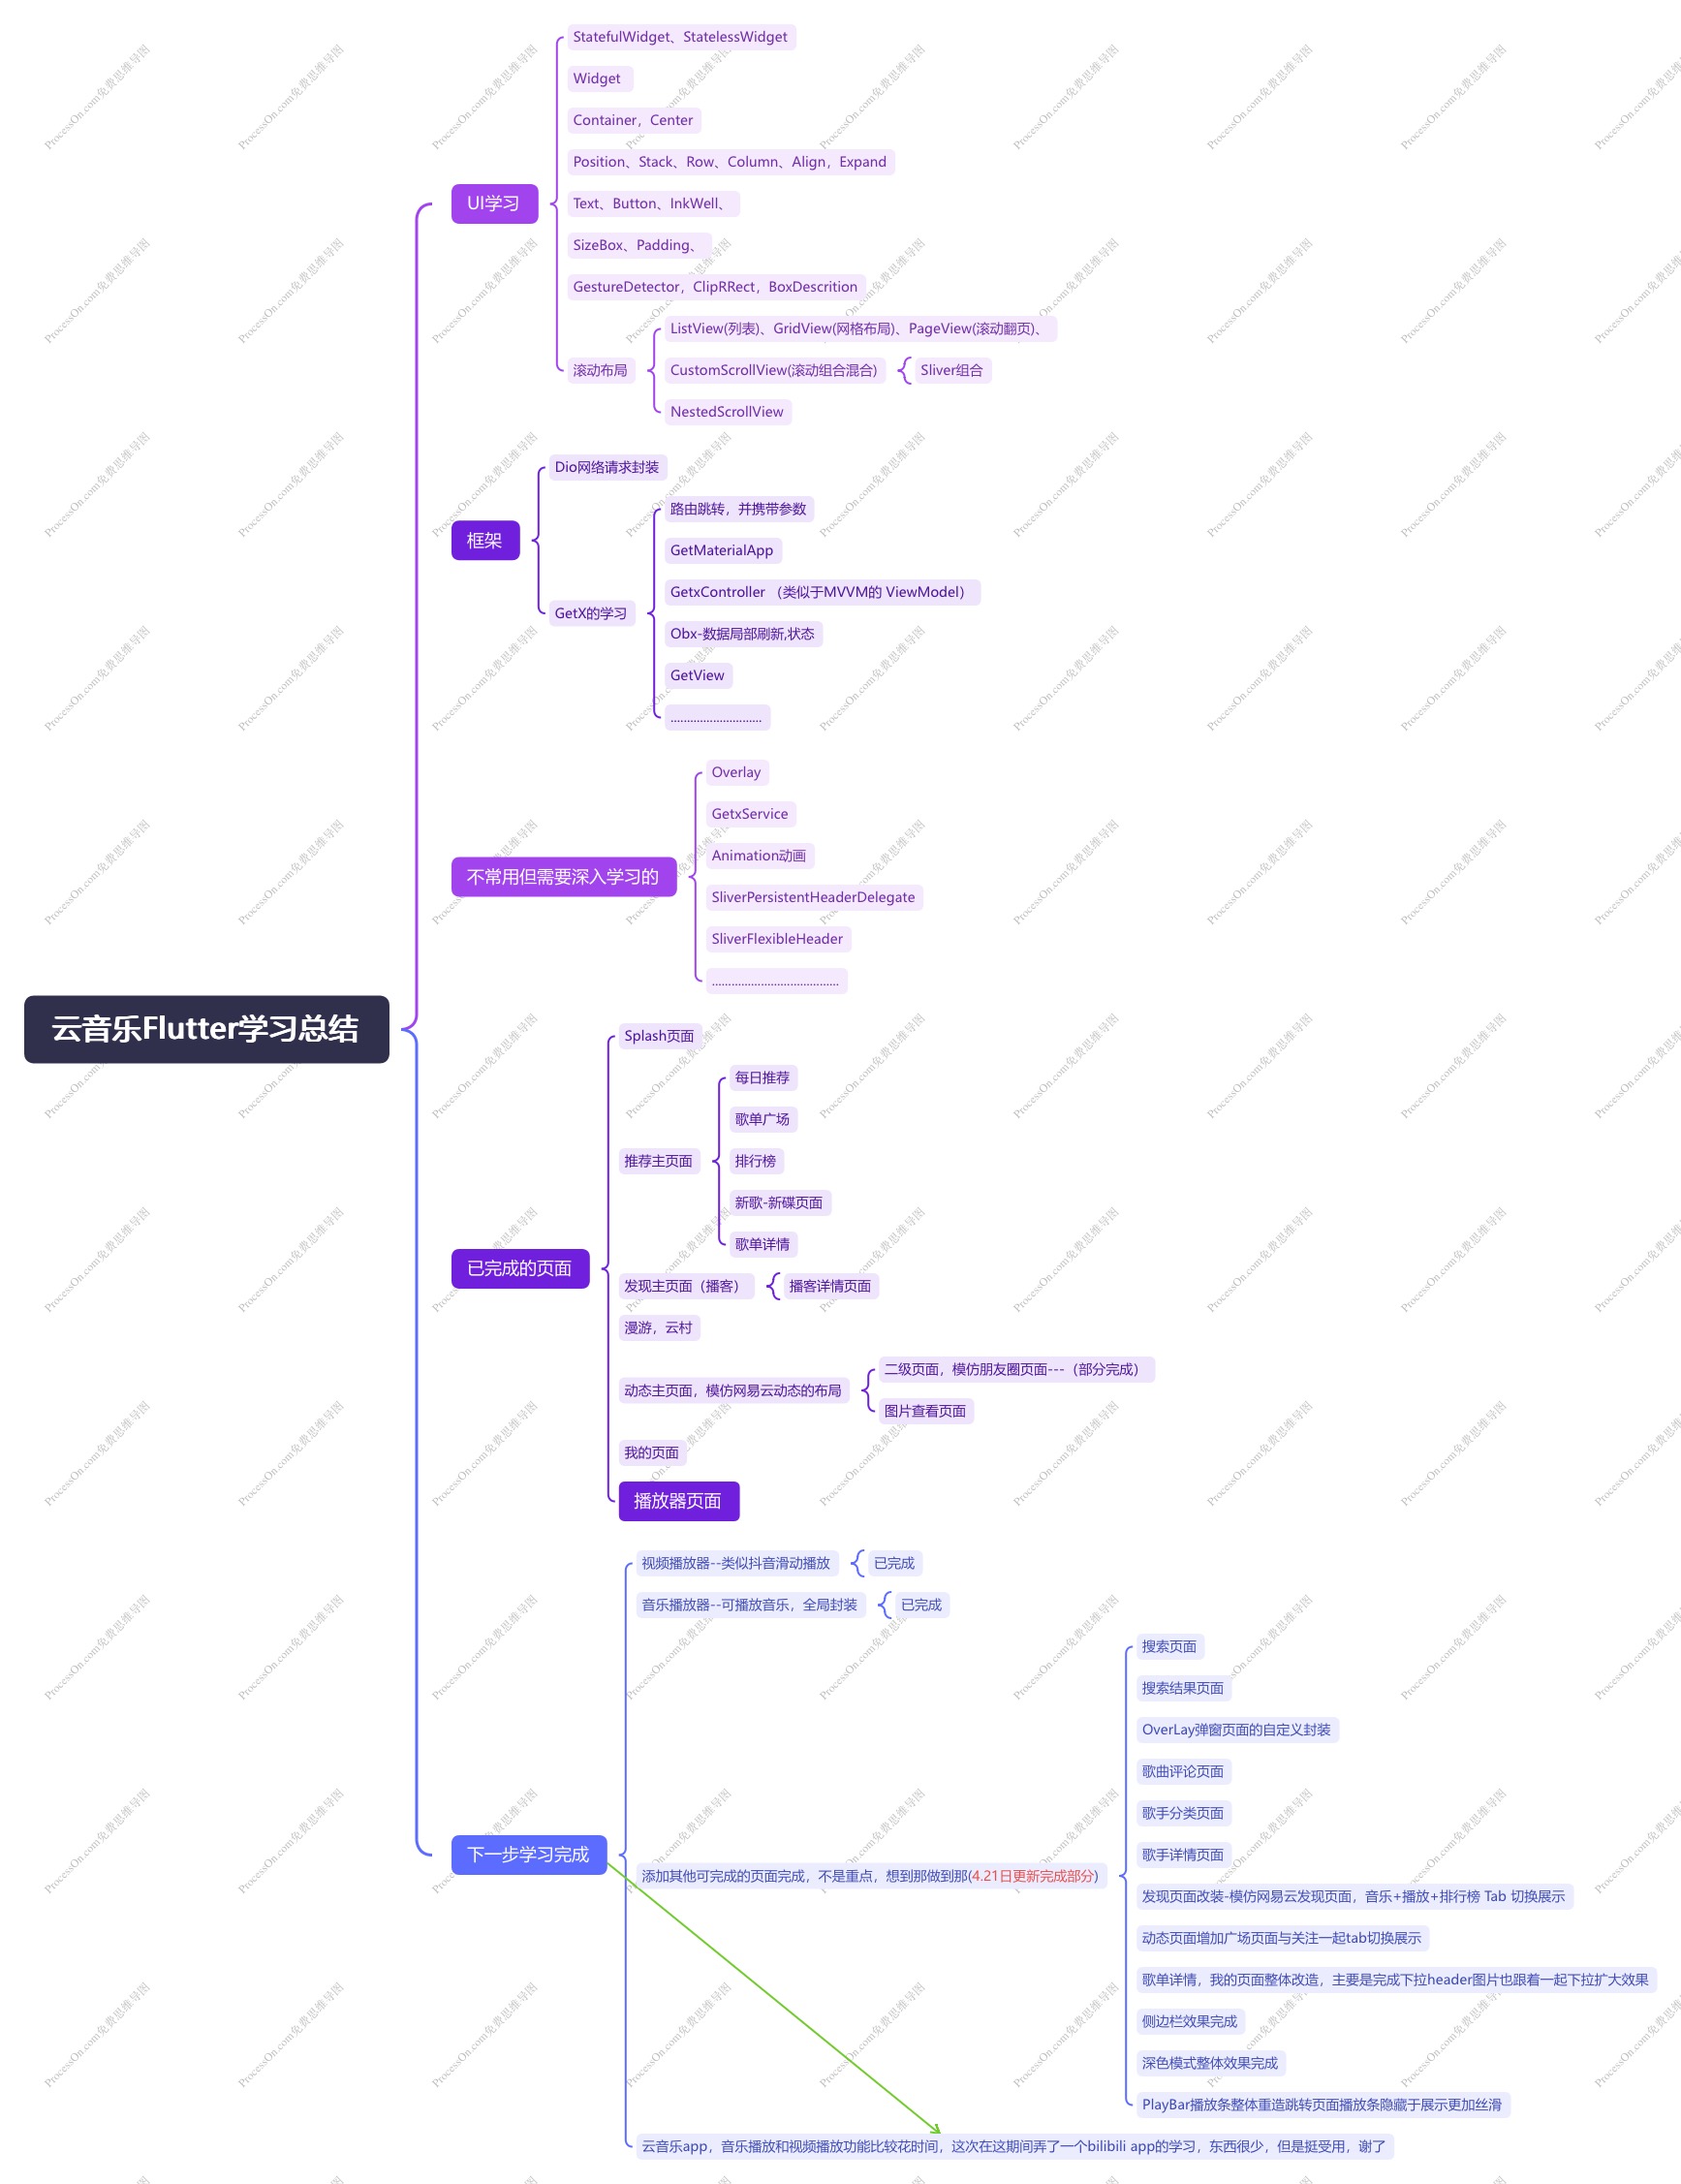 云音乐Flutter学习总结
UI学习
StatefulWidget、StatelessWidget
Widget
Container，Center
Position、Stack、Row、Column、Align，Expand
Text、Button、InkWell、
SizeBox、Padding、
GestureDetector，ClipRRect，BoxDescrition
滚动布局
ListView(列表)、GridView(网格布局)、PageView(滚动翻页)、
CustomScrollView(滚动组合混合)
Sliver组合
NestedScrollView
框架
Dio网络请求封装
GetX的学习
路由跳转，并携带参数
GetMaterialApp
GetxController （类似于MVVM的 ViewModel）
Obx-数据局部刷新,状态
GetView
............................
不常用但需要深入学习的
Overlay
GetxService
Animation动画
SliverPersistentHeaderDelegate
SliverFlexibleHeader
.......................................
已完成的页面
Splash页面
推荐主页面
每日推荐
歌单广场
排行榜
新歌-新碟页面
歌单详情
发现主页面（播客）
播客详情页面
漫游，云村
动态主页面，模仿网易云动态的布局
二级页面，模仿朋友圈页面---（部分完成）
图片查看页面
我的页面
播放器页面
下一步学习完成
视频播放器--类似抖音滑动播放
已完成
音乐播放器--可播放音乐，全局封装
已完成
添加其他可完成的页面完成，不是重点，想到那做到那(4.21日更新完成部分)
搜索页面
搜索结果页面
OverLay弹窗页面的自定义封装
歌曲评论页面
歌手分类页面
歌手详情页面
发现页面改装-模仿网易云发现页面，音乐+播放+排行榜 Tab 切换展示
动态页面增加广场页面与关注一起tab切换展示
歌单详情，我的页面整体改造，主要是完成下拉header图片也跟着一起下拉扩大效果
侧边栏效果完成
深色模式整体效果完成
PlayBar播放条整体重造跳转页面播放条隐藏于展示更加丝滑
云音乐app，音乐播放和视频播放功能比较花时间，这次在这期间弄了一个bilibili app的学习，东西很少，但是挺受用，谢了
ProcessOn.com免费思维导图